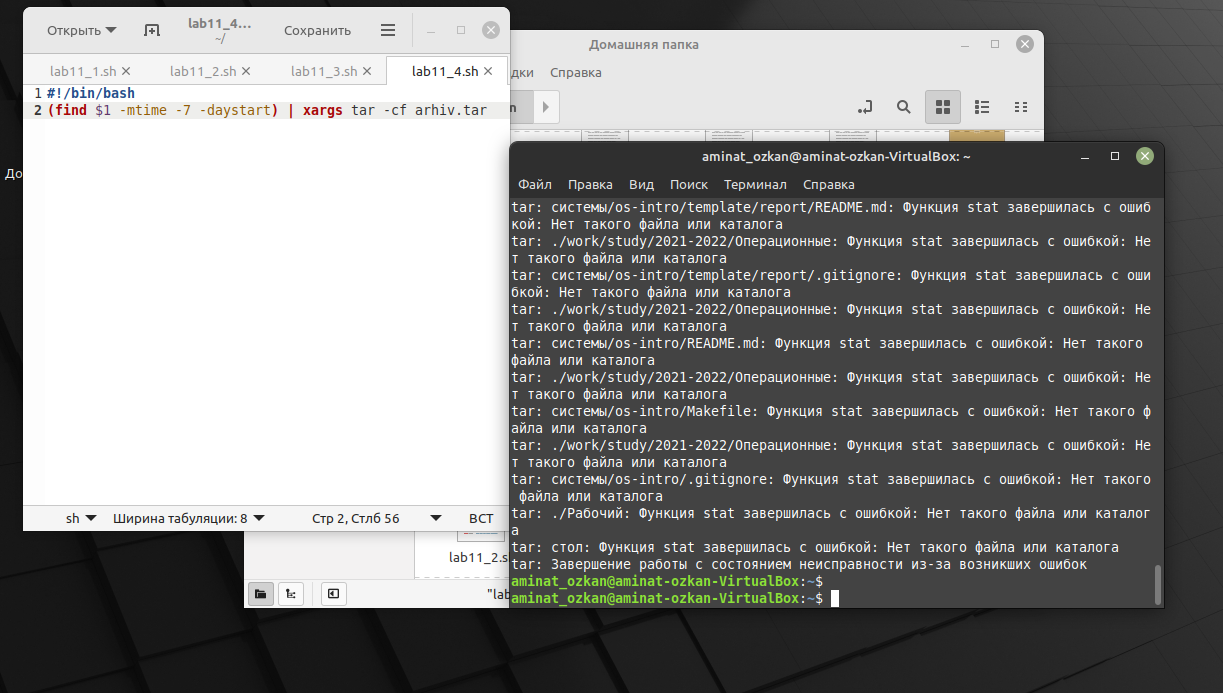 Открыть
lab11_4...
~/
Сохранить
lab11_1.sh
lab11_2.sh
lab11_3.sh
lab11_4.sh
1 #!/bin/bash
2 (find $1 -mtime -7 -daystart) | xargs tar -cf arhiv.tar
sh
Ширина табуляции: 8
Стр 2, Стлб 56
ВСТ
Домашняя папка
дки
Справка
До
aminat_ozkan@aminat-ozkan-VirtualBox: ~
Файл Правка Вид Поиск Терминал Справка
tar: системы/os-intro/template/report/README.md: Функция stat завершилась с ошиб
кой: Нет такого файла или каталога
tar: ./work/study/2021-2022/Операционные: Функция stat завершилась с ошибкой: Не
т такого файла или каталога
tar: системы/os-intro/template/report/.gitignore: Функция stat завершилась с оши
бкой: Нет такого файла или каталога
tar: ./work/study/2021-2022/Операционные: Функция stat завершилась с ошибкой: Не
т такого файла или каталога
tar: системы/os-intro/README.md: Функция stat завершилась с ошибкой: Нет такого
файла или каталога
tar: ./work/study/2021-2022/Операционные: Функция stat завершилась с ошибкой: Не
т такого файла или каталога
tar: системы/os-intro/Makefile: Функция stat завершилась с ошибкой: Нет такого ф
айла или каталога
tar: ./work/study/2021-2022/Операционные: Функция stat завершилась с ошибкой: Не
т такого файла или каталога
tar: системы/os-intro/.gitignore: Функция stat завершилась с ошибкой: Нет такого
файла или каталога
tar: ./Рабочий: Функция stat завершилась с ошибкой: Нет такого файла или каталог
а
tar: стол: Функция stat завершилась с ошибкой: Нет такого файла или каталога
tar: Завершение работы с состоянием неисправности из-за возникших ошибок
aminat_ozkan@aminat-ozkan-VirtualBox:~$
aminat_ozkan@aminat-ozkan-VirtualBox:~$
lab11_2.s
"lab